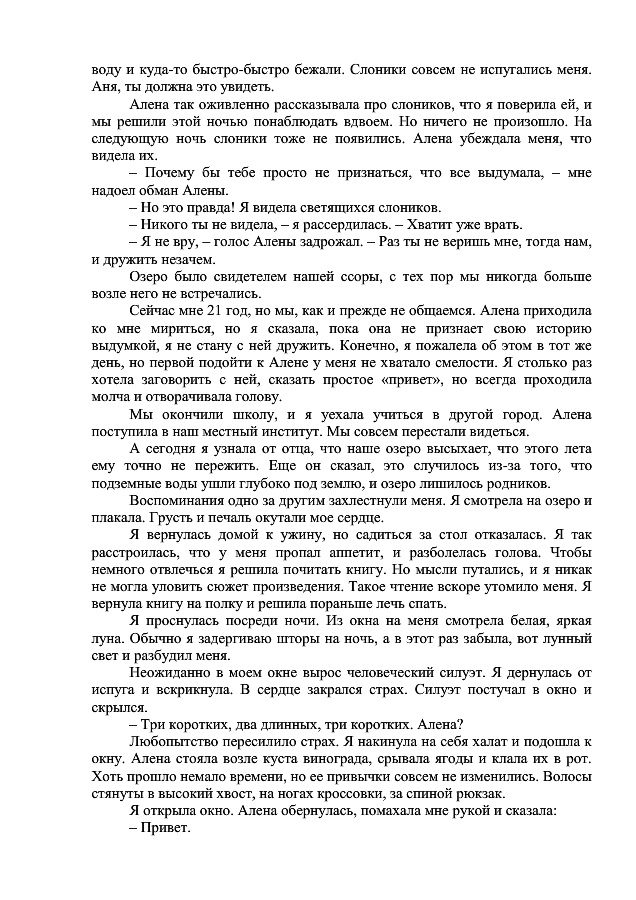 воду и куда-то быстро-быстро бежали. Слоники совсем не испугались меня.
Аня, ты должна это увидеть.
Алена так оживленно рассказывала про слоников, что я поверила ей, и
мы решили этой ночью понаблюдать вдвоем. Но ничего не произошло. На
следующую ночь слоники тоже не появились. Алена убеждала меня, что
видела их.
– Почему бы тебе просто не признаться, что все выдумала, – мне
надоел обман Алены.
– Но это правда! Я видела светящихся слоников.
– Никого ты не видела, – я рассердилась. – Хватит уже врать.
– Я не вру, – голос Алены задрожал. – Раз ты не веришь мне, тогда нам,
и дружить незачем.
Озеро было свидетелем нашей ссоры, с тех пор мы никогда больше
возле него не встречались.
Сейчас мне 21 год, но мы, как и прежде не общаемся. Алена приходила
ко мне мириться, но я сказала, пока она не признает свою историю
выдумкой, я не стану с ней дружить. Конечно, я пожалела об этом в тот же
день, но первой подойти к Алене у меня не хватало смелости. Я столько раз
хотела заговорить с ней, сказать простое «привет», но всегда проходила
молча и отворачивала голову.
Мы окончили школу, и я уехала учиться в другой город. Алена
поступила в наш местный институт. Мы совсем перестали видеться.
А сегодня я узнала от отца, что наше озеро высыхает, что этого лета
ему точно не пережить. Еще он сказал, это случилось из-за того, что
подземные воды ушли глубоко под землю, и озеро лишилось родников.
Воспоминания одно за другим захлестнули меня. Я смотрела на озеро и
плакала. Грусть и печаль окутали мое сердце.
Я вернулась домой к ужину, но садиться за стол отказалась. Я так
расстроилась, что у меня пропал аппетит, и разболелась голова. Чтобы
немного отвлечься я решила почитать книгу. Но мысли путались, и я никак
не могла уловить сюжет произведения. Такое чтение вскоре утомило меня. Я
вернула книгу на полку и решила пораньше лечь спать.
Я проснулась посреди ночи. Из окна на меня смотрела белая, яркая
луна. Обычно я задергиваю шторы на ночь, а в этот раз забыла, вот лунный
свет и разбудил меня.
Неожиданно в моем окне вырос человеческий силуэт. Я дернулась от
испуга и вскрикнула. В сердце закрался страх. Силуэт постучал в окно и
скрылся.
– Три коротких, два длинных, три коротких. Алена?
Любопытство пересилило страх. Я накинула на себя халат и подошла к
окну. Алена стояла возле куста винограда, срывала ягоды и клала их в рот.
Хоть прошло немало времени, но ее привычки совсем не изменились. Волосы
стянуты в высокий хвост, на ногах кроссовки, за спиной рюкзак.
Я открыла окно. Алена обернулась, помахала мне рукой и сказала:
– Привет.